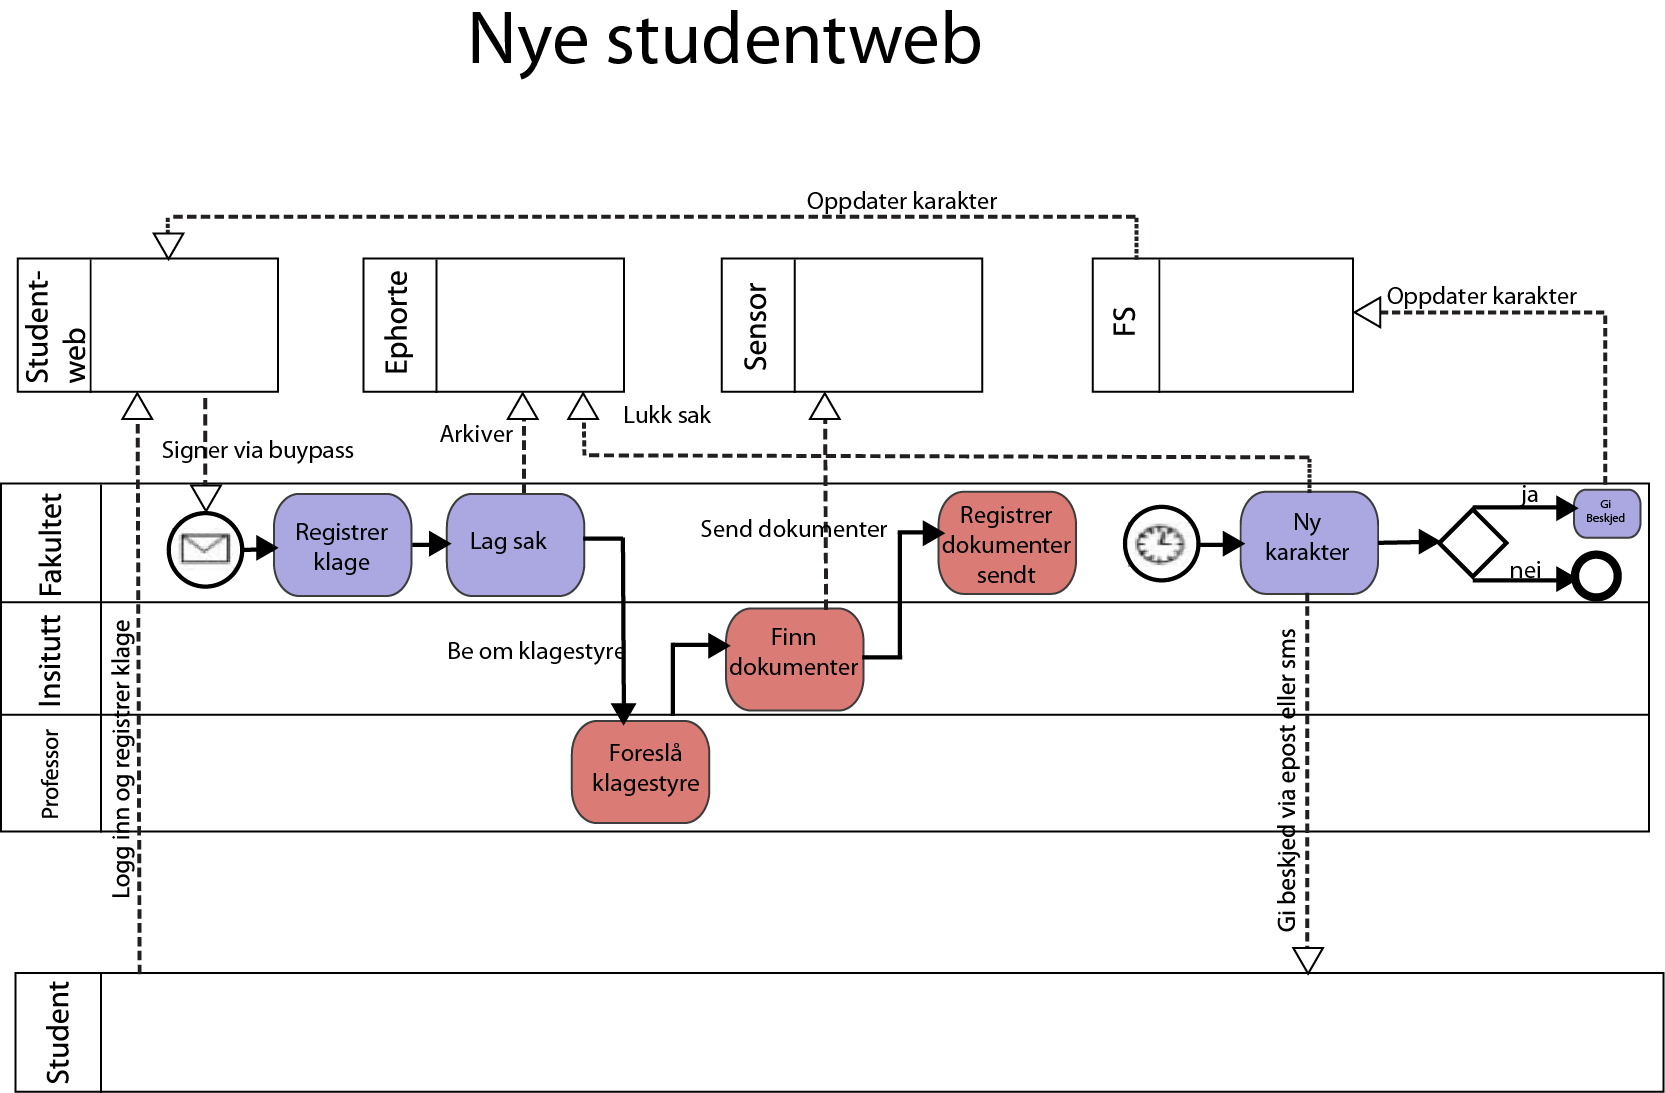 Nye studentweb
Oppdater karakter
Student-
web
Ephorte
Sensor
FS
Oppdater karakter
Signer via buypass
Arkiver
Lukk sak
Fakultet
Registrer
klage
Lag sak
Send dokumenter
Registrer
dokumenter
sendt
Ny
karakter
ja
nei
Gi
Beskjed
Insitutt
Be om klagestyre
Finn
dokumenter
Professor
Foreslå
klagestyre
Logg inn og registrer klage
Gi beskjed via epost eller sms
Student